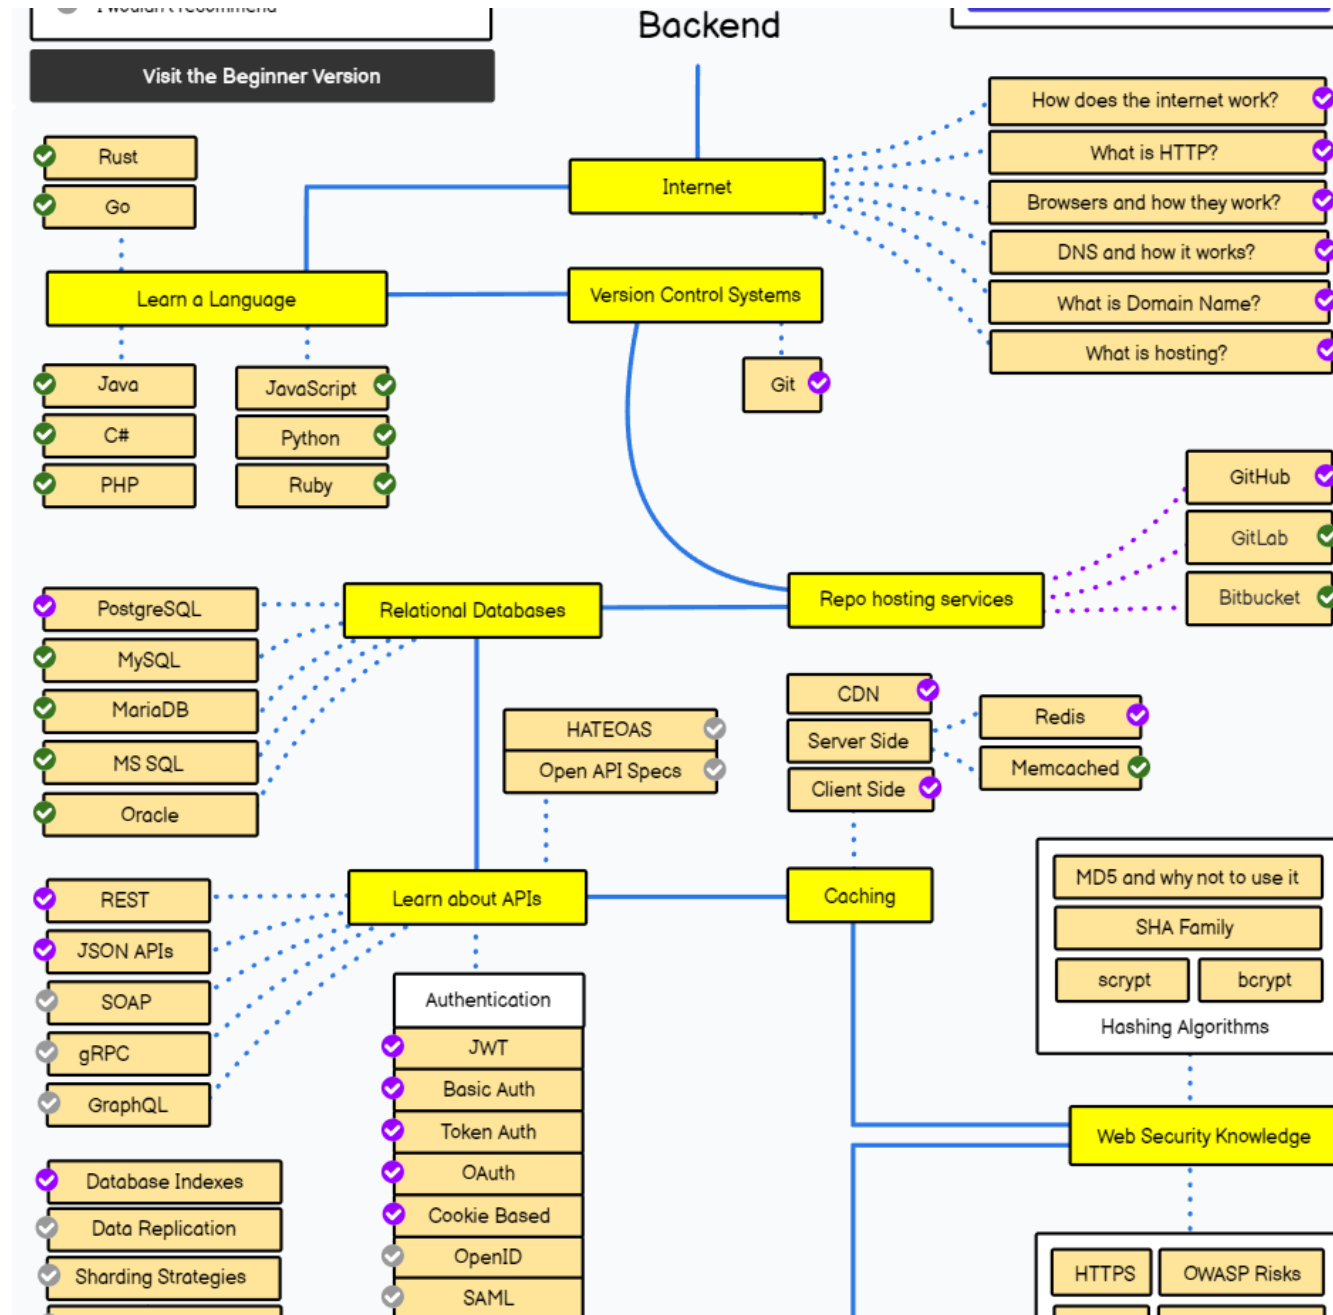 I wouldn't recommend
Backend
Visit the Beginner Version
How does the internet work?
What is HTTP?
Browsers and how they work?
DNS and how it works?
What is Domain Name?
What is hosting?
Internet
Rust
Go
Learn a Language
Version Control Systems
Java
C#
PHP
JavaScript
Python
Ruby
Git
GitHub
GitLab
Bitbucket
Repo hosting services
Relational Databases
PostgreSQL
MySQL
MariaDB
MS SQL
Oracle
HATEOAS
Open API Specs
CDN
Server Side
Client Side
Redis
Memcached
Learn about APIs
Caching
REST
JSON APIs
SOAP
gRPC
GraphQL
Authentication
JWT
Basic Auth
Token Auth
OAuth
Cookie Based
OpenID
SAML
MD5 and why not to use it
SHA Family
scrypt
bcrypt
Hashing Algorithms
Web Security Knowledge
HTTPS
OWASP Risks
Database Indexes
Data Replication
Sharding Strategies